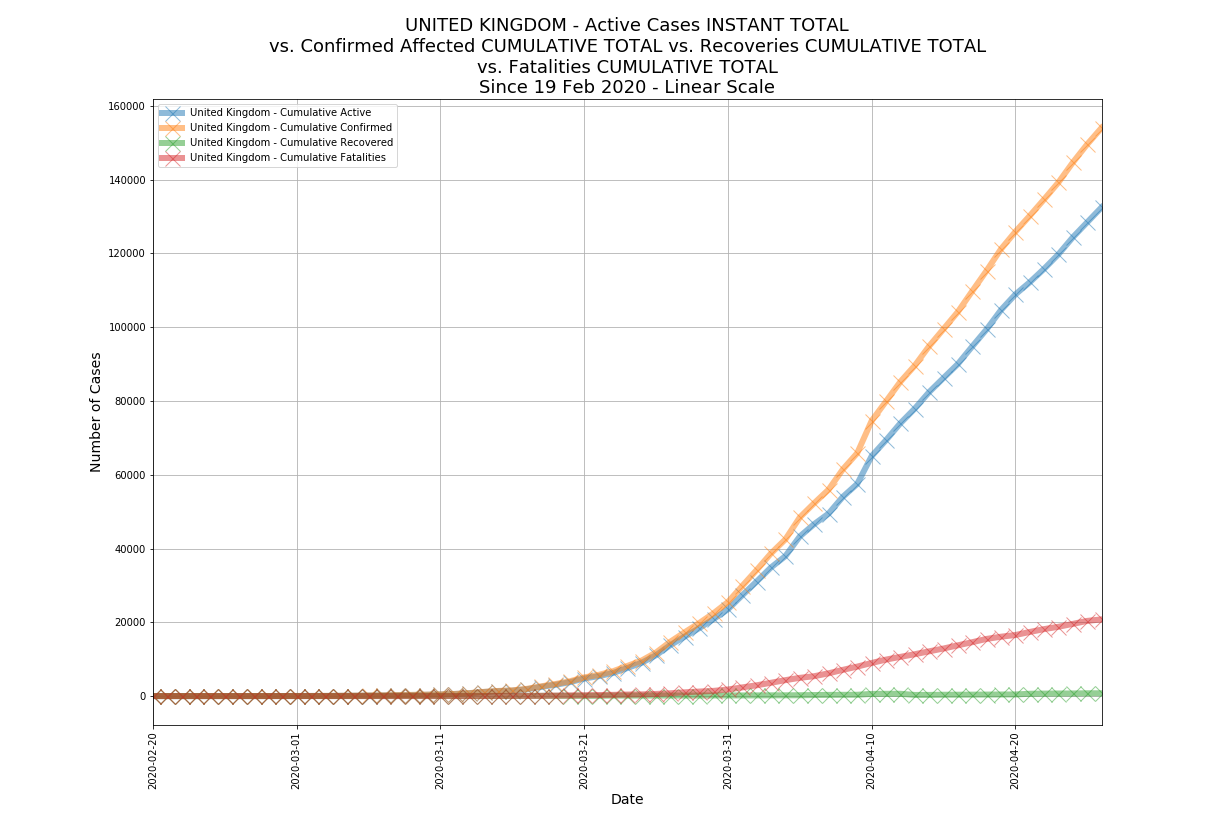 UNITED KINGDOM - Active Cases INSTANT TOTAL
vs. Confirmed Affected CUMULATIVE TOTAL vs. Recoveries CUMULATIVE TOTAL
vs. Fatalities CUMULATIVE TOTAL
Since 19 Feb 2020 - Linear Scale
United Kingdom - Cumulative Active
United Kingdom - Cumulative Confirmed
United Kingdom - Cumulative Recovered
United Kingdom - Cumulative Fatalities
Number of Cases
160000
140000
120000
100000
80000
60000
40000
20000
0
2020-02-20
2020-03-01
2020-03-11
2020-03-21
2020-03-31
2020-04-10
2020-04-20
Date